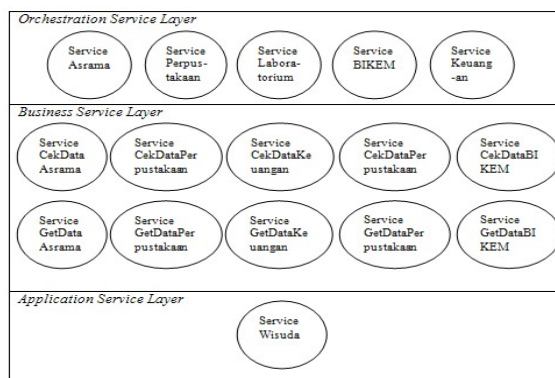 Orchestration Service Layer
Service
Asrama
Service
Perpus-
takaan
Service
Labora-
torium
Service
BIKEM
Service
Keuang
-an
Business Service Layer
Service
CekData
Asrama
Service
CekDataPer
pustakaan
Service
CekDataKe
uangan
Service
CekDataPer
pustakaan
Service
CekDataBI
KEM
Service
GetData
Asrama
Service
GetDataPer
pustakaan
Service
GetDataKe
uangan
Service
GetDataPer
pustakaan
Service
GetDataBI
KEM
Application Service Layer
Service
Wisuda